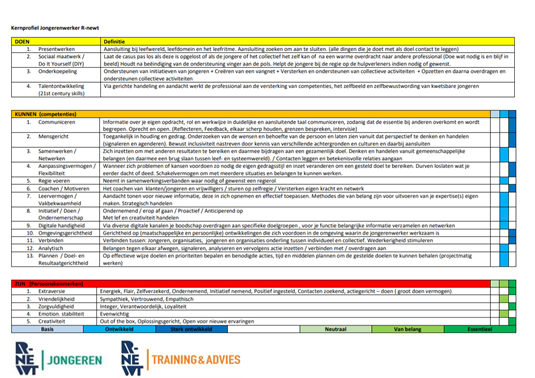 Kernprofiel Jongerenwerker R-newt
DOEN Definitie
1. Presentwerken Aansluiting bij leefwereld, leefdomein en het leefritme. Aansluiting zoeken om aan te sluiten. (alle dingen die je doet met als doel contact te leggen)
2. Sociaal maatwerk / Laat de casus pas los als deze is opgelost of als de jongere of het collectief het zelf kan of na een warme overdracht naar andere professional (Doe wat nodig is en blijf in
Do It Yourself (DIY) beeld) Houdt na beëindiging van de ondersteuning vinger aan de pols. Helpt de jongere bij de regie op de hulpverleners indien nodig of gewenst.
3. Onderkoepeling Ondersteunen van initiatieven van jongeren + Creëren van een vangnet + Versterken en ondersteunen van collectieve activiteiten + Opzetten en daarna overdragen en
ondersteunen collectieve activiteiten
4. Talentontwikkeling Via gerichte handeling en aandacht werkt de professional aan de versterking van competenties, het zelfbeeld en zelfbewustwording van kwetsbare jongeren
(21st century skills)
KUNNEN (competenties)
1. Communiceren Informatie over je eigen opdracht, rol en werkwijze in duidelijke en aansluitende taal communiceren, zodanig dat de essentie bij anderen overkomt en wordt
begrepen. Oprecht en open. (Reflecteren, Feedback, elkaar scherp houden, grenzen bespreken, intervisie)
2. Mensgericht Toegankelijk in houding en gedrag. Onderzoeken van de wensen en behoefte van de persoon en laten zien vanuit dat perspectief te denken en handelen
(signaleren en agenderen). Bewust inclusiviteit nastreven door kennis van verschillende achtergronden en culturen en daarbij aansluiten
3. Samenwerken / Zich inzetten om met anderen resultaten te bereiken en daarmee bijdragen aan een gezamenlijk doel. Denken en handelen vanuit gemeenschappelijke
Netwerken belangen (en daarmee een brug slaan tussen leef- en systeemwereld). / Contacten leggen en betekenisvolle relaties aangaan
4. Aanpassingsvermogen / Wanneer zich problemen of kansen voordoen zo nodig de eigen gedragsstijl en inzet veranderen om een gesteld doel te bereiken. Durven loslaten wat je
Flexibiliteit eerder dacht of deed. Schakelvermogen om met meerdere situaties en belangen te kunnen werken.
5. Regie voeren Neemt in samenwerkingsverbanden waar nodig of gewenst een regierol
6. Coachen / Motiveren Het coachen van klanten/jongeren en vrijwilligers / sturen op zelfregie / Versterken eigen kracht en netwerk
7. Leervermogen / Aandacht tonen voor nieuwe informatie, deze in zich opnemen en effectief toepassen. Methodes die van belang zijn voor het uitvoeren van je expertise(s) eigen
Vakbekwaamheid maken. Strategisch handelen
8. Initiatief / Doen / Ondernemend / erop af gaan / Proactief / Anticiperend op
Ondernemerschap Met lef en creativiteit handelen
9. Digitale handigheid Via diverse digitale kanalen je boodschap overdragen aan specifieke doelgroepen , voor je functie belangrijke informatie verzamelen en netwerken
10. Omgevingsgerichtheid Gerichtheid op (maatschappelijke en persoonlijke) ontwikkelingen die zich voordoen in de omgeving waarin de jongerenwerker werkzaam is
11. Verbinden Verbinden tussen jongeren, organisaties, jongeren en organisaties onderling tussen individueel en collectief. Wederkerigheid stimuleren
12. Analytisch Belangen tegen elkaar afwegen, signaleren, analyseren en vervolgens actie inzetten / verbinden met / overdragen aan
13. Plannen / Doel- en Op effectieve wijze doelen en prioriteiten bepalen en benodigde acties, tijd en middelen plannen om de gestelde doelen te kunnen behalen (projectmatig
Resultaatgerichtheid werken)
ZIJN (Persoonskenmerken)
1. Extraversie Energiek, Flair, Zelfverzekerd, Ondernemend, Initiatief nemend, Positief ingesteld, Contacten zoekend, actiegericht – doen ( groot doen vermogen)
2. Vriendelijkheid Sympathiek, Vertrouwend, Empathisch
3. Zorgvuldigheid Integer, Verantwoordelijk, Loyaliteit
4. Emotion. stabiliteit Evenwichtig
5. Creativiteit Out of the box, Oplossingsgericht, Open voor nieuwe ervaringen
Basis Ontwikkeld Sterk ontwikkeld Neutraal Van belang Essentieel
R-NEWT JONGEREN R-NEWT TRAINING & ADVIES